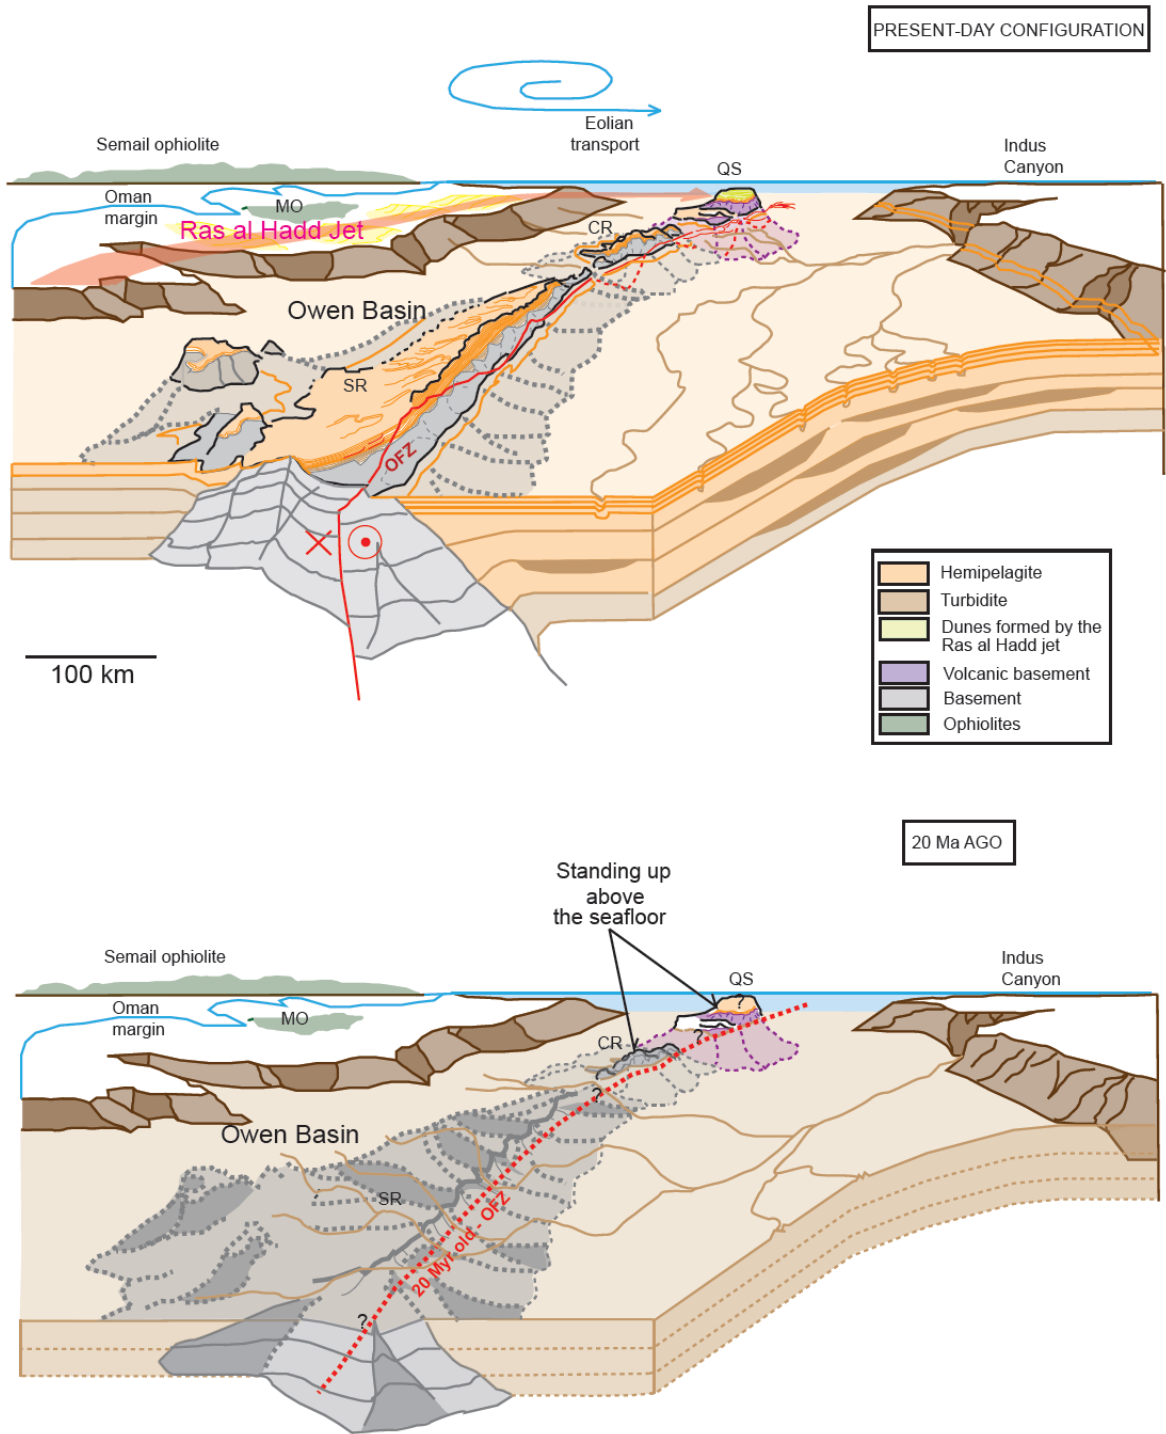 PRESENT-DAY CONFIGURATION
Eolian
transport
Semail ophiolite
Indus
Canyon
QS
Oman
margin
MO
Ras al Hadd Jet
CR
Owen Basin
SR
OFZ
Hemipelagite
Turbidite
Dunes formed by the
Ras al Hadd jet
Volcanic basement
Basement
Ophiolites
100 km
20 Ma AGO
Standing up
above
the seafloor
Semail ophiolite
Indus
Canyon
QS
?
Oman
margin
MO
?
CR
?
Owen Basin
SR
20 Myr-old - OFZ
?